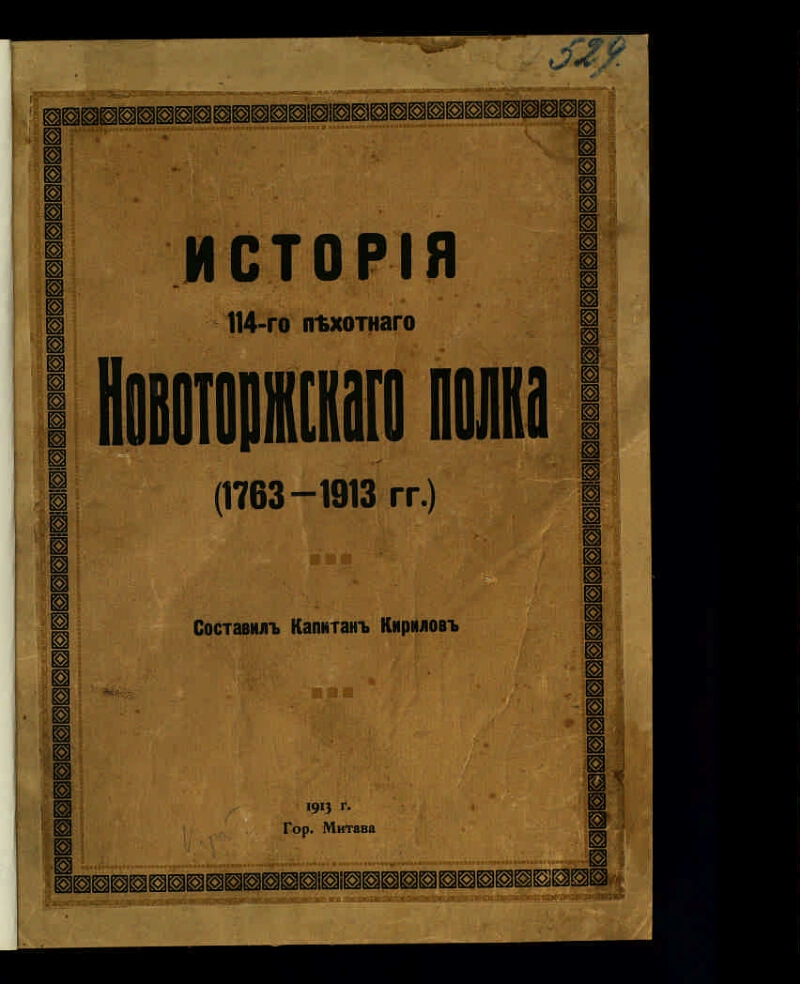 529.
ИСТОРІЯ
114-го пѣхотнаго
Новоторжскаго полка
(1763—1913 гг.)
Составилъ Капитанъ Кириловъ
1913 г.
Гор. Митава